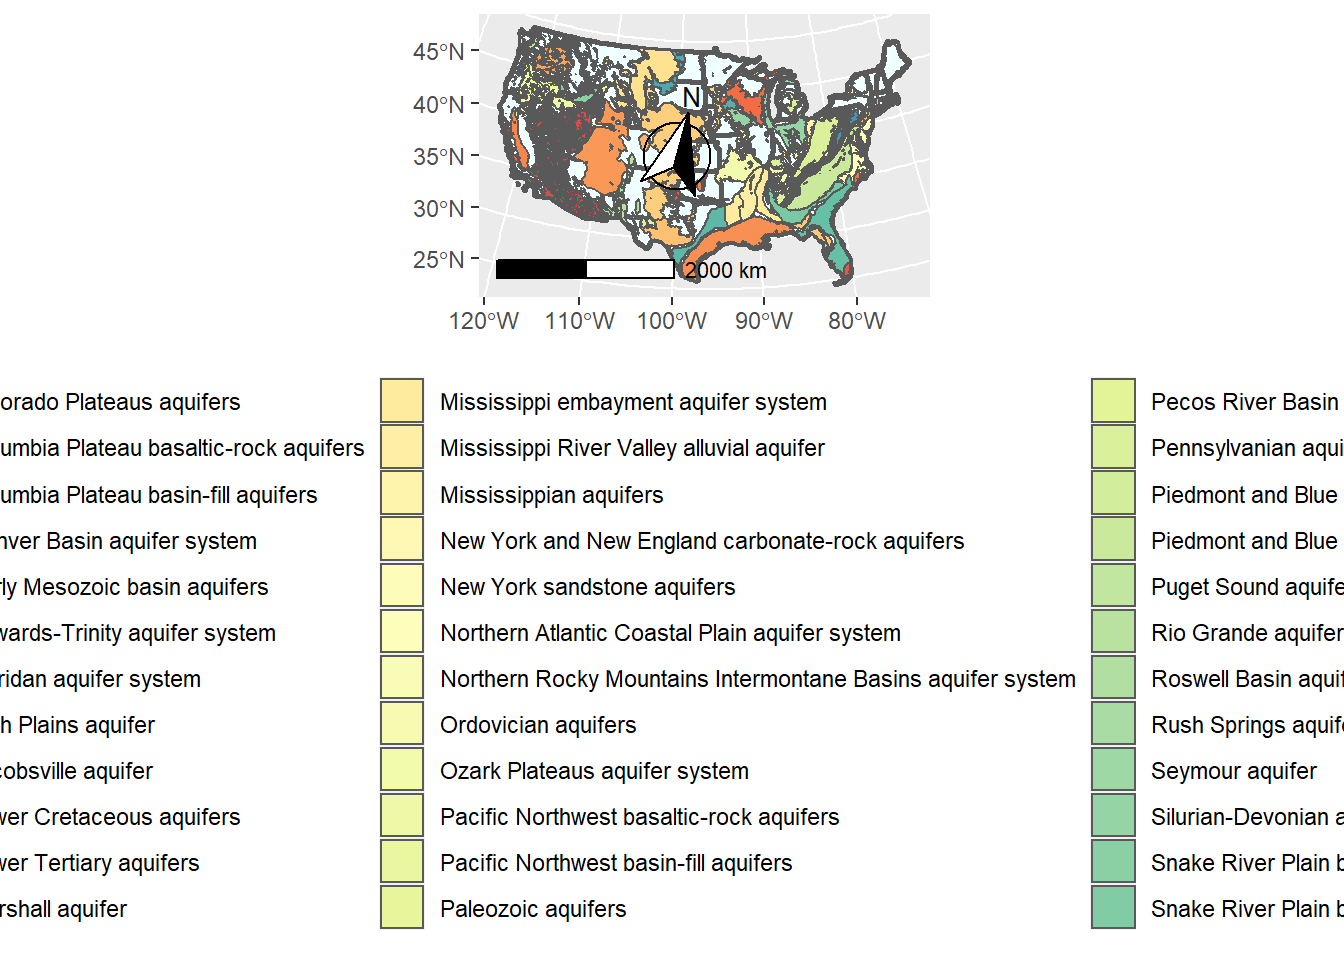 45°N
40°N
35°N
30°N
25°N
N
2000 km
120°W 110°W 100°W 90°W 80°W
orado Plateaus aquifers
umbia Plateau basaltic-rock aquifers
umbia Plateau basin-fill aquifers
nver Basin aquifer system
rly Mesozoic basin aquifers
wards-Trinity aquifer system
ridan aquifer system
h Plains aquifer
cobsville aquifer
wer Cretaceous aquifers
wer Tertiary aquifers
rshall aquifer
Mississippi embayment aquifer system
Mississippi River Valley alluvial aquifer
Mississippian aquifers
New York and New England carbonate-rock aquifers
New York sandstone aquifers
Northern Atlantic Coastal Plain aquifer system
Northern Rocky Mountains Intermontane Basins aquifer system
Ordovician aquifers
Ozark Plateaus aquifer system
Pacific Northwest basaltic-rock aquifers
Pacific Northwest basin-fill aquifers
Paleozoic aquifers
Pecos River Basin
Pennsylvanian aqui
Piedmont and Blue
Piedmont and Blue
Puget Sound aquife
Rio Grande aquifer
Roswell Basin aquif
Rush Springs aquife
Seymour aquifer
Silurian-Devonian a
Snake River Plain b
Snake River Plain b